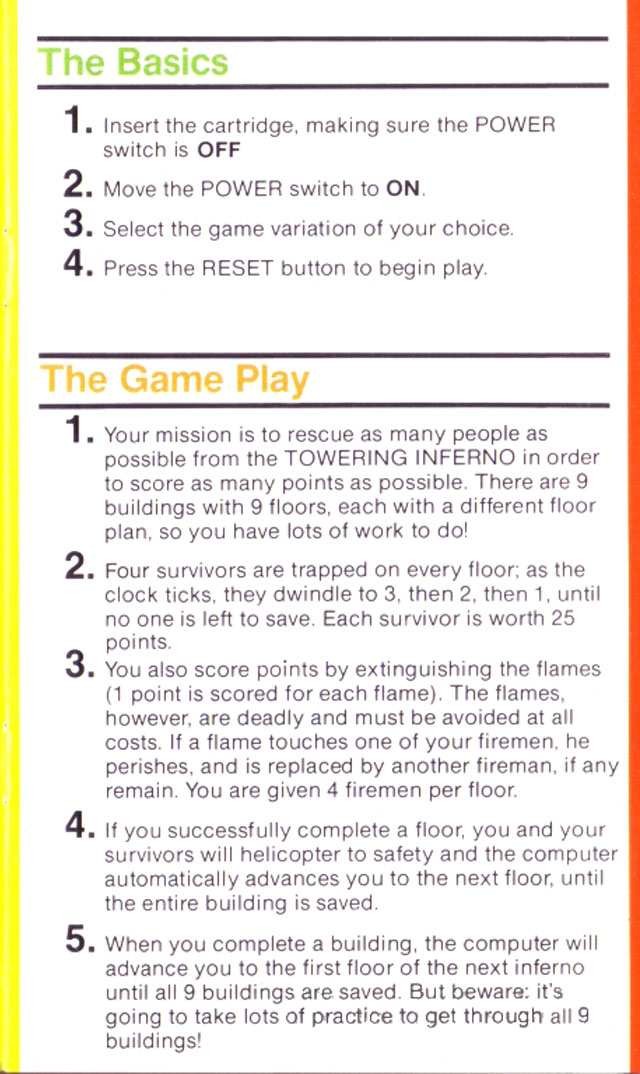 The Basics
1. Insert the cartridge, making sure the POWER
switch is OFF
2. Move the POWER switch to ON.
3. Select the game variation of your choice.
4. Press the RESET button to begin play.
The Game Play
1. Your mission is to rescue as many people as
possible from the TOWERING INFERNO in order
to score as many points as possible. There are 9
buildings with 9 floors, each with a different floor
plan, so you have lots of work to do!
2. Four survivors are trapped on every floor; as the
clock ticks, they dwindle to 3, then 2, then 1, until
no one is left to save. Each survivor is worth 25
points.
3. You also score points by extinguishing the flames
(1 point is scored for each flame). The flames,
however, are deadly and must be avoided at all
costs. If a flame touches one of your firemen, he
perishes, and is replaced by another fireman, if any
remain. You are given 4 firemen per floor.
4. If you successfully complete a floor, you and your
survivors will helicopter to safety and the computer
automatically advances you to the next floor, until
the entire building is saved.
5. When you complete a building, the computer will
advance you to the first floor of the next inferno
until all 9 buildings are saved. But beware: it's
going to take lots of practice to get through all 9
buildings!